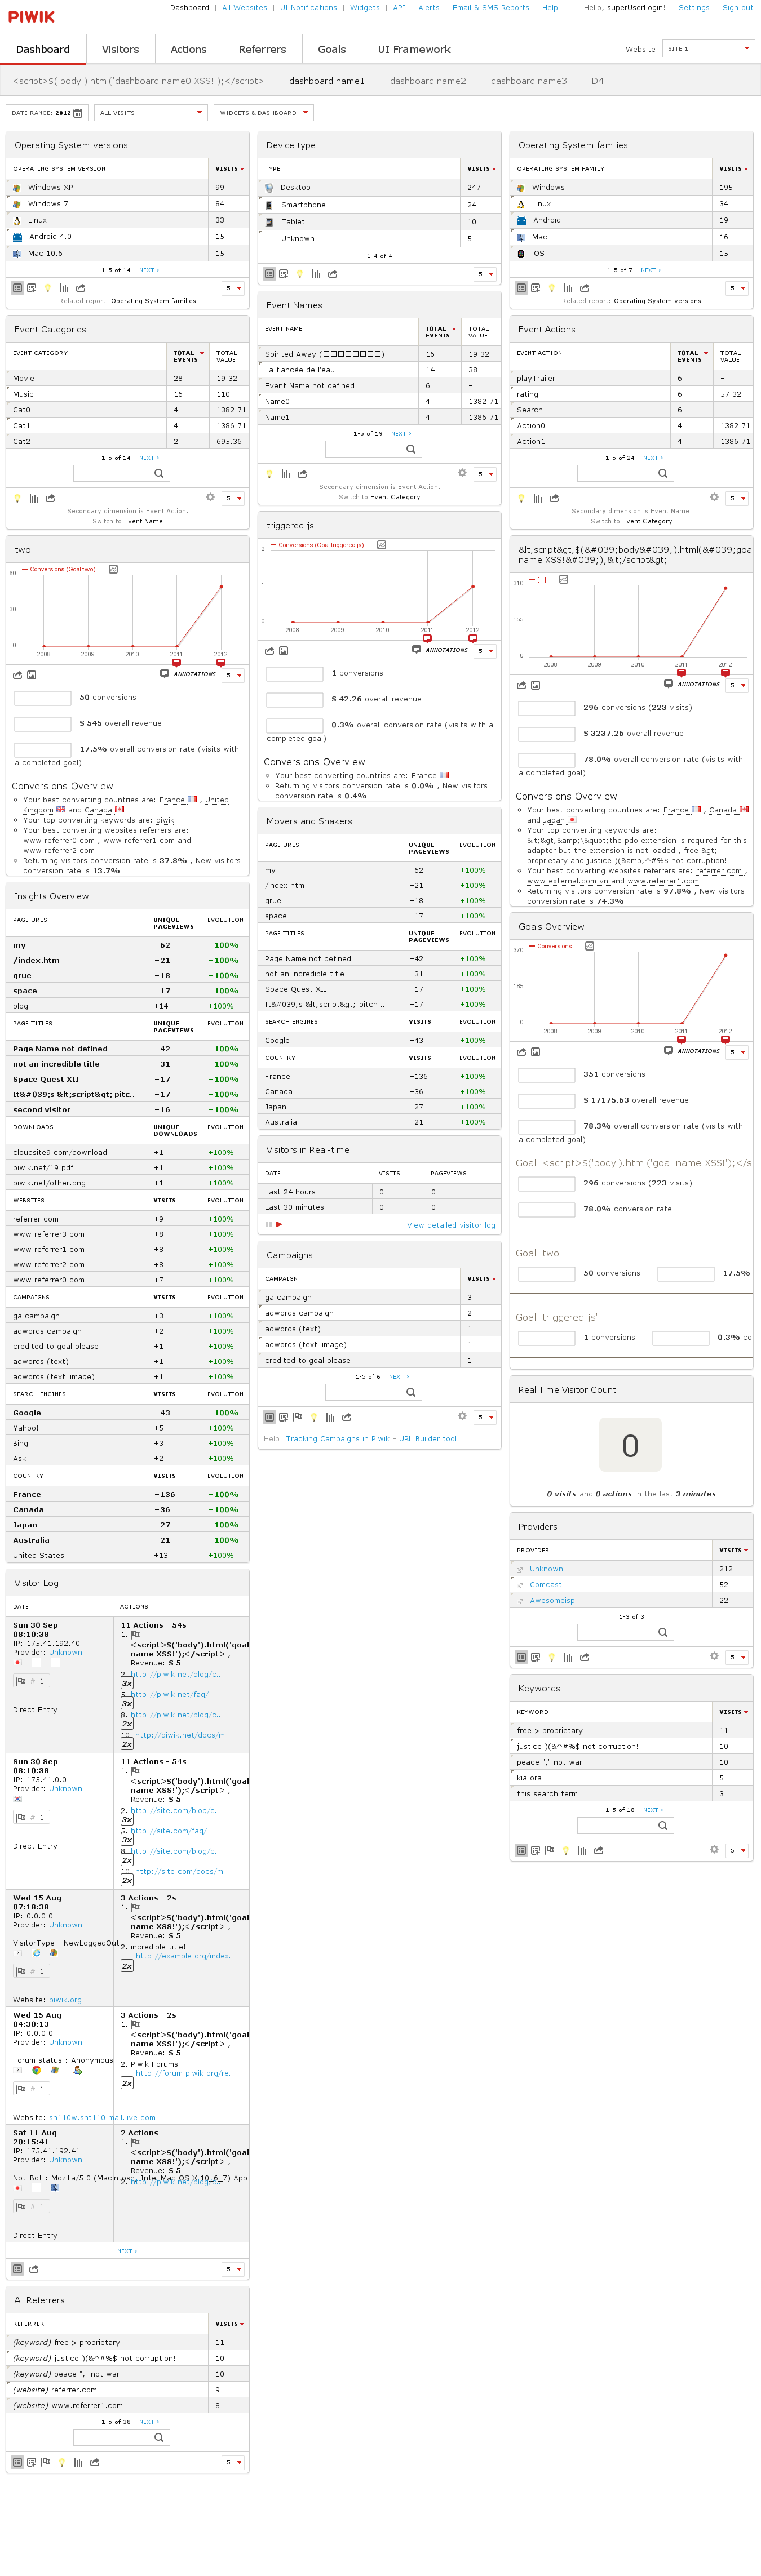 PIWIK
Dashboard | All Websites | UI Notifications | Widgets | API | Alerts | Email & SMS Reports | Help Hello, superUserLogin! | Settings | Sign out
Dashboard Visitors Actions Referrers Goals UI Framework Website SITE 1
<script>$('body').html('dashboard name0 XSS!');</script> dashboard name1 dashboard name2 dashboard name3 D4
DATE RANGE: 2012 ALL VISITS WIDGETS & DASHBOARD
Operating System versions
OPERATING SYSTEM VERSION VISITS
Windows XP 99
Windows 7 84
Linux 33
Android 4.0 15
Mac 10.6 15
1-5 of 14 NEXT ›
5
Related report: Operating System families
Event Categories
EVENT CATEGORY TOTAL EVENTS TOTAL VALUE
Movie 28 19.32
Music 16 110
Cat0 4 1382.71
Cat1 4 1386.71
Cat2 2 695.36
1-5 of 14 NEXT ›
5
Secondary dimension is Event Action.
Switch to Event Name
two
Conversions (Goal two)
60
30
0
2008 2009 2010 2011 2012
ANNOTATIONS 5
50 conversions
$ 545 overall revenue
17.5% overall conversion rate (visits with
a completed goal)
Conversions Overview
Your best converting countries are: France , United
Kingdom and Canada
Your top converting keywords are: piwik
Your best converting websites referrers are:
www.referrer0.com , www.referrer1.com and
www.referrer2.com
Returning visitors conversion rate is 37.8% , New visitors
conversion rate is 13.7%
Insights Overview
PAGE URLS UNIQUE PAGEVIEWS EVOLUTION
my +62 +100%
/index.htm +21 +100%
grue +18 +100%
space +17 +100%
blog +14 +100%
PAGE TITLES UNIQUE PAGEVIEWS EVOLUTION
Page Name not defined +42 +100%
not an incredible title +31 +100%
Space Quest XII +17 +100%
It&#039;s &lt;script&gt; pitc.. +17 +100%
second visitor +16 +100%
DOWNLOADS UNIQUE DOWNLOADS EVOLUTION
cloudsite9.com/download +1 +100%
piwik.net/19.pdf +1 +100%
piwik.net/other.png +1 +100%
WEBSITES VISITS EVOLUTION
referrer.com +9 +100%
www.referrer3.com +8 +100%
www.referrer1.com +8 +100%
www.referrer2.com +8 +100%
www.referrer0.com +7 +100%
CAMPAIGNS VISITS EVOLUTION
ga campaign +3 +100%
adwords campaign +2 +100%
credited to goal please +1 +100%
adwords (text) +1 +100%
adwords (text_image) +1 +100%
SEARCH ENGINES VISITS EVOLUTION
Google +43 +100%
Yahoo! +5 +100%
Bing +3 +100%
Ask +2 +100%
COUNTRY VISITS EVOLUTION
France +136 +100%
Canada +36 +100%
Japan +27 +100%
Australia +21 +100%
United States +13 +100%
Visitor Log
DATE ACTIONS
Sun 30 Sep 11 Actions - 54s
08:10:38 1.
IP: 175.41.192.40 <script>$('body').html('goal
Provider: Unknown name XSS!');</script> ,
Revenue: $ 5
2. http://piwik.net/blog/c..
# 1 3x
5. http://piwik.net/faq/
3x
Direct Entry 8. http://piwik.net/blog/c..
2x
10. http://piwik.net/docs/m
2x
Sun 30 Sep 11 Actions - 54s
08:10:38 1.
IP: 175.41.0.0 <script>$('body').html('goal
Provider: Unknown name XSS!');</script> ,
Revenue: $ 5
2. http://site.com/blog/c...
# 1 3x
5. http://site.com/faq/
3x
Direct Entry 8. http://site.com/blog/c...
2x
10. http://site.com/docs/m.
2x
Wed 15 Aug 3 Actions - 2s
07:18:38 1.
IP: 0.0.0.0 <script>$('body').html('goal
Provider: Unknown name XSS!');</script> ,
Revenue: $ 5
VisitorType : NewLoggedOut 2. incredible title!
http://example.org/index.
# 1 2x
Website: piwik.org
Wed 15 Aug 3 Actions - 2s
04:30:13 1.
IP: 0.0.0.0 <script>$('body').html('goal
Provider: Unknown name XSS!');</script> ,
Revenue: $ 5
Forum status : Anonymous 2. Piwik Forums
http://forum.piwik.org/re.
# 1 2x
Website: sn110w.snt110.mail.live.com
Sat 11 Aug 2 Actions
20:15:41 1.
IP: 175.41.192.41 <script>$('body').html('goal
Provider: Unknown name XSS!');</script> ,
Revenue: $ 5
Not-Bot : Mozilla/5.0 (Macintosh; Intel Mac OS X 10_6_7) App.
2. http://piwik.net/blog/c..
# 1
Direct Entry
NEXT ›
5
All Referrers
REFERRER VISITS
(keyword) free > proprietary 11
(keyword) justice )(&^#%$ not corruption! 10
(keyword) peace "," not war 10
(website) referrer.com 9
(website) www.referrer1.com 8
1-5 of 38 NEXT ›
5
Device type
TYPE VISITS
Desktop 247
Smartphone 24
Tablet 10
Unknown 5
1-4 of 4
5
Event Names
EVENT NAME TOTAL EVENTS TOTAL VALUE
Spirited Away (□□□□□□□□) 16 19.32
La fiancée de l'eau 14 38
Event Name not defined 6 -
Name0 4 1382.71
Name1 4 1386.71
1-5 of 19 NEXT ›
5
Secondary dimension is Event Action.
Switch to Event Category
triggered js
Conversions (Goal triggered js)
2
1
0
2008 2009 2010 2011 2012
ANNOTATIONS 5
1 conversions
$ 42.26 overall revenue
0.3% overall conversion rate (visits with a
completed goal)
Conversions Overview
Your best converting countries are: France
Returning visitors conversion rate is 0.0% , New visitors
conversion rate is 0.4%
Movers and Shakers
PAGE URLS UNIQUE PAGEVIEWS EVOLUTION
my +62 +100%
/index.htm +21 +100%
grue +18 +100%
space +17 +100%
PAGE TITLES UNIQUE PAGEVIEWS EVOLUTION
Page Name not defined +42 +100%
not an incredible title +31 +100%
Space Quest XII +17 +100%
It&#039;s &lt;script&gt; pitch ... +17 +100%
SEARCH ENGINES VISITS EVOLUTION
Google +43 +100%
COUNTRY VISITS EVOLUTION
France +136 +100%
Canada +36 +100%
Japan +27 +100%
Australia +21 +100%
Visitors in Real-time
DATE VISITS PAGEVIEWS
Last 24 hours 0 0
Last 30 minutes 0 0
View detailed visitor log
Campaigns
CAMPAIGN VISITS
ga campaign 3
adwords campaign 2
adwords (text) 1
adwords (text_image) 1
credited to goal please 1
1-5 of 6 NEXT ›
5
Help: Tracking Campaigns in Piwik - URL Builder tool
Operating System families
OPERATING SYSTEM FAMILY VISITS
Windows 195
Linux 34
Android 19
Mac 16
iOS 15
1-5 of 7 NEXT ›
5
Related report: Operating System versions
Event Actions
EVENT ACTION TOTAL EVENTS TOTAL VALUE
playTrailer 6 -
rating 6 57.32
Search 6 -
Action0 4 1382.71
Action1 4 1386.71
1-5 of 24 NEXT ›
5
Secondary dimension is Event Name.
Switch to Event Category
&lt;script&gt;$(&#039;body&#039;).html(&#039;goal
name XSS!&#039;);&lt;/script&gt;
[...]
310
155
0
2008 2009 2010 2011 2012
ANNOTATIONS 5
296 conversions (223 visits)
$ 3237.26 overall revenue
78.0% overall conversion rate (visits with
a completed goal)
Conversions Overview
Your best converting countries are: France , Canada
and Japan
Your top converting keywords are:
&lt;&gt;&amp;\&quot;the pdo extension is required for this
adapter but the extension is not loaded , free &gt;
proprietary and justice )(&amp;^#%$ not corruption!
Your best converting websites referrers are: referrer.com ,
www.external.com.vn and www.referrer1.com
Returning visitors conversion rate is 97.8% , New visitors
conversion rate is 74.3%
Goals Overview
Conversions
370
185
0
2008 2009 2010 2011 2012
ANNOTATIONS 5
351 conversions
$ 17175.63 overall revenue
78.3% overall conversion rate (visits with
a completed goal)
Goal '<script>$('body').html('goal name XSS!');</sc
296 conversions (223 visits)
78.0% conversion rate
Goal 'two'
50 conversions 17.5%
Goal 'triggered js'
1 conversions 0.3% co
Real Time Visitor Count
0
0 visits and 0 actions in the last 3 minutes
Providers
PROVIDER VISITS
Unknown 212
Comcast 52
Awesomeisp 22
1-3 of 3
5
Keywords
KEYWORD VISITS
free > proprietary 11
justice )(&^#%$ not corruption! 10
peace "," not war 10
kia ora 5
this search term 3
1-5 of 18 NEXT ›
5